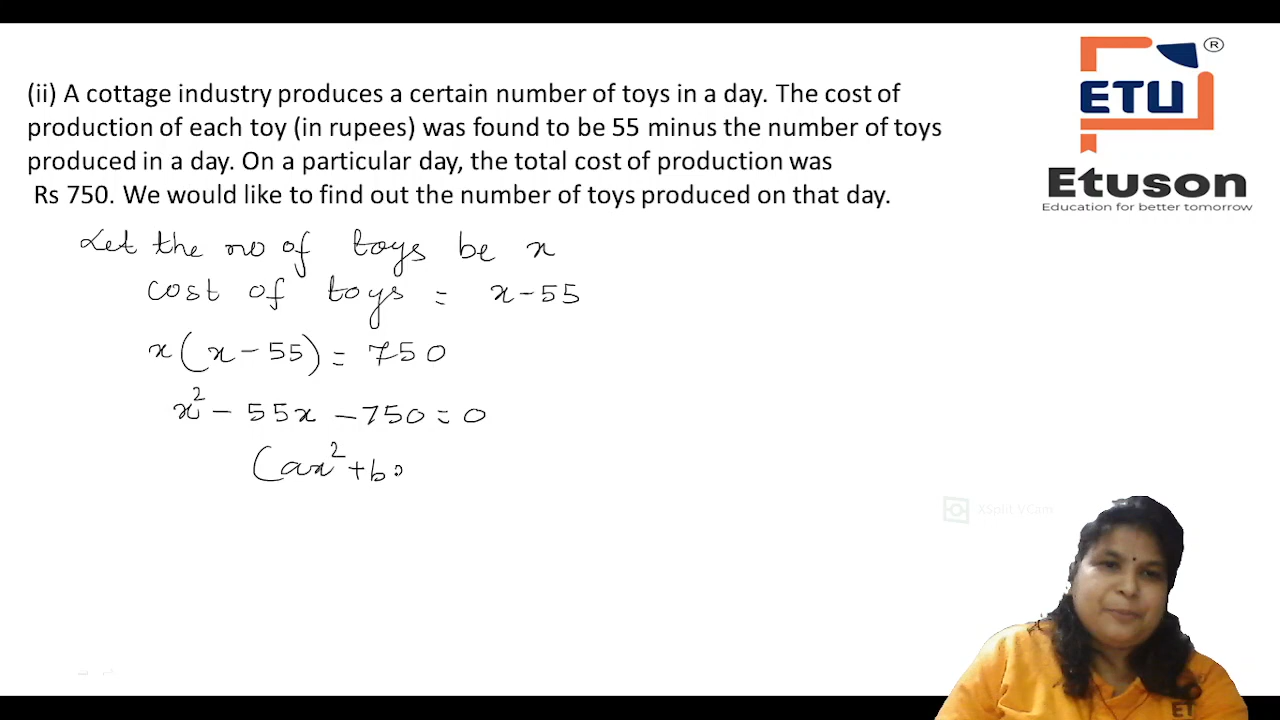 (ii) A cottage industry produces a certain number of toys in a day. The cost of
production of each toy (in rupees) was found to be 55 minus the number of toys
produced in a day. On a particular day, the total cost of production was
Rs 750. We would like to find out the number of toys produced on that day.
ETU ®
Etuson
Education for better tomorrow
Let the no of toys be x
cost of toys = x-55
x(x-55) = 750
x² - 55x - 750 = 0
(ax² + b
XSplit VCam
ETU